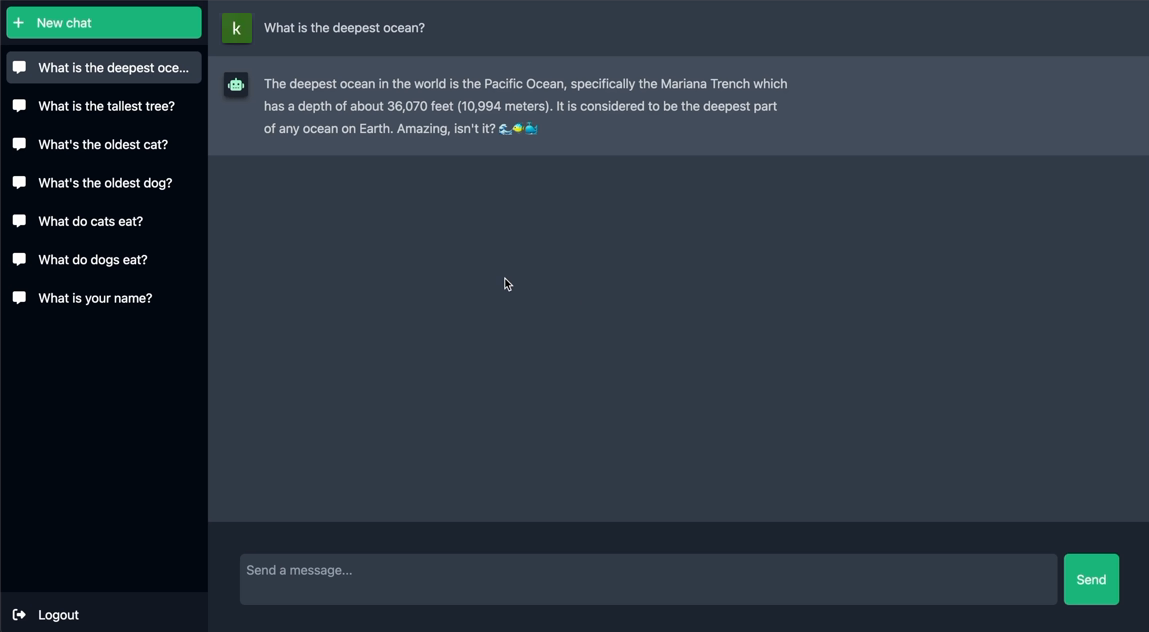 + New chat
What is the deepest oce...
What is the tallest tree?
What's the oldest cat?
What's the oldest dog?
What do cats eat?
What do dogs eat?
What is your name?
Logout
k
What is the deepest ocean?
The deepest ocean in the world is the Pacific Ocean, specifically the Mariana Trench which
has a depth of about 36,070 feet (10,994 meters). It is considered to be the deepest part
of any ocean on Earth. Amazing, isn't it? 🌊🐠🐳
Send a message...
Send